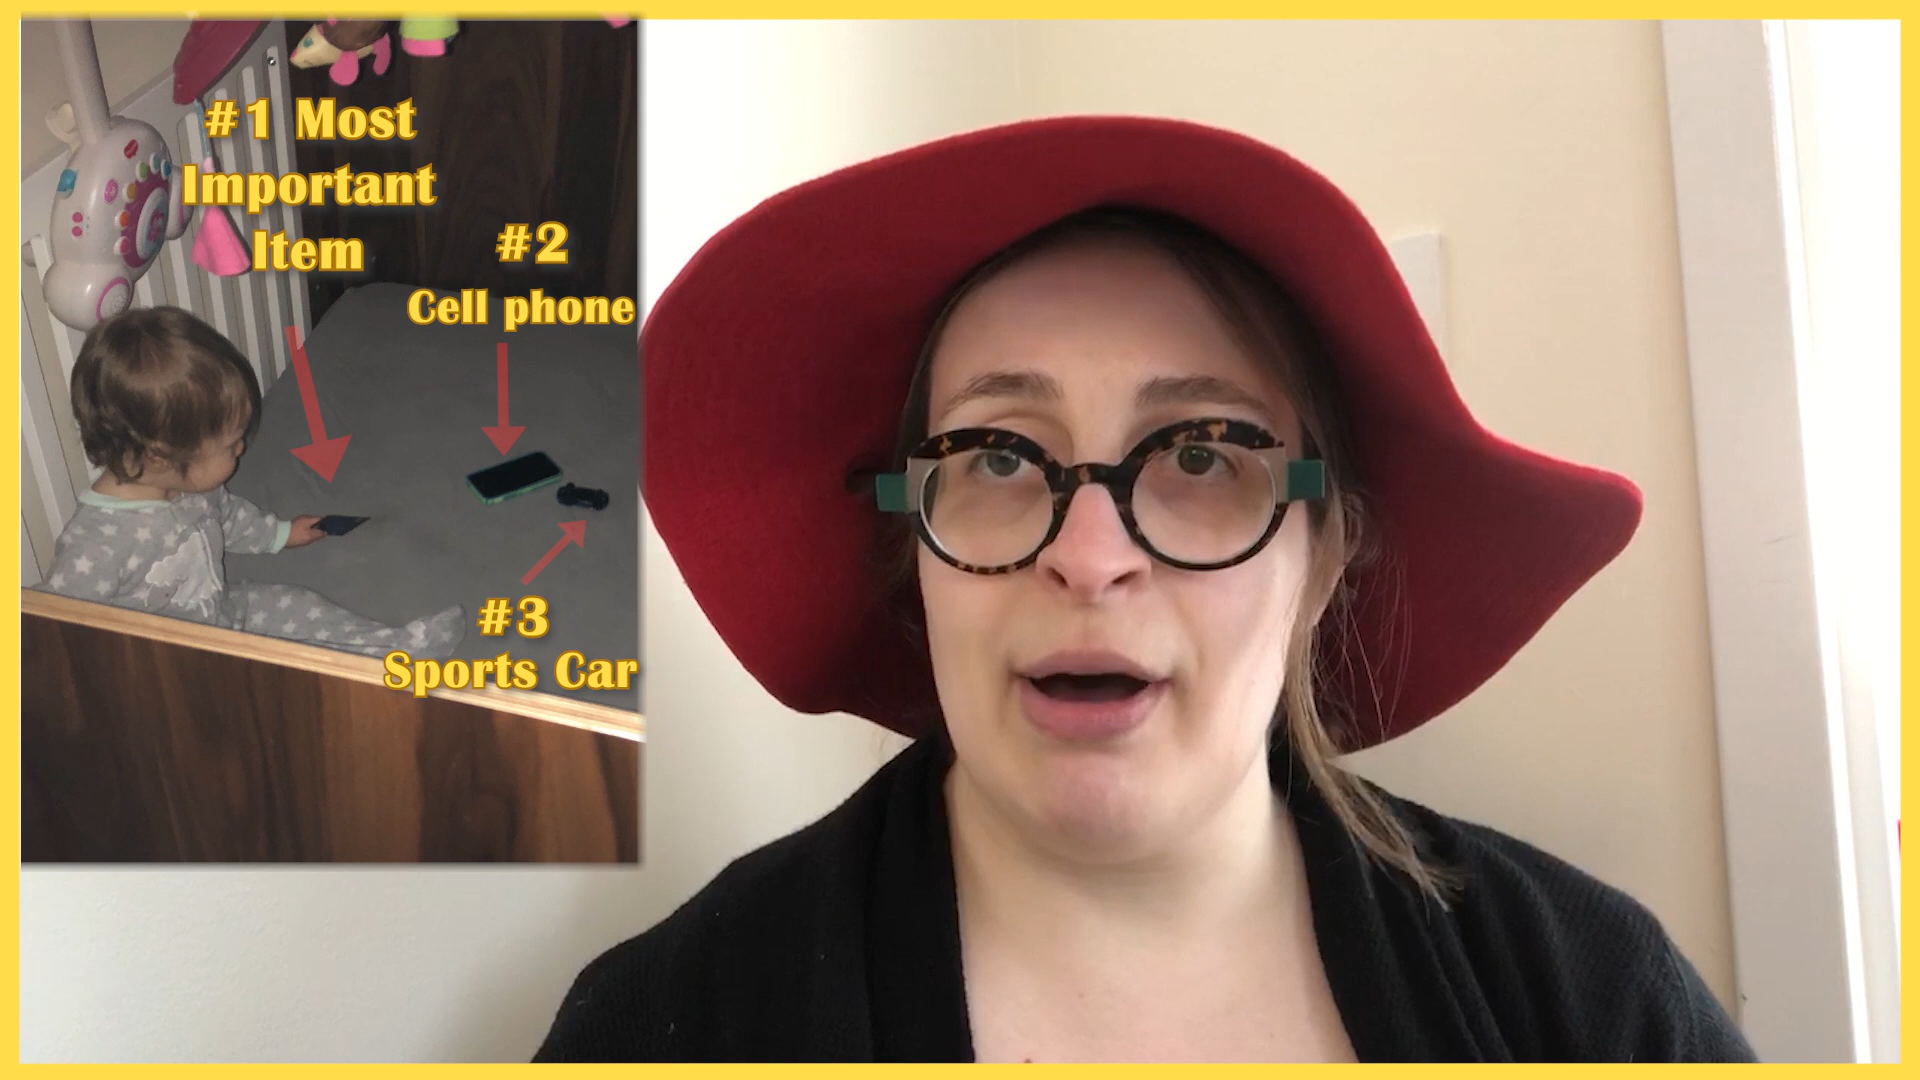 #1 Most
Important
Item
#2
Cell phone
#3
Sports Car